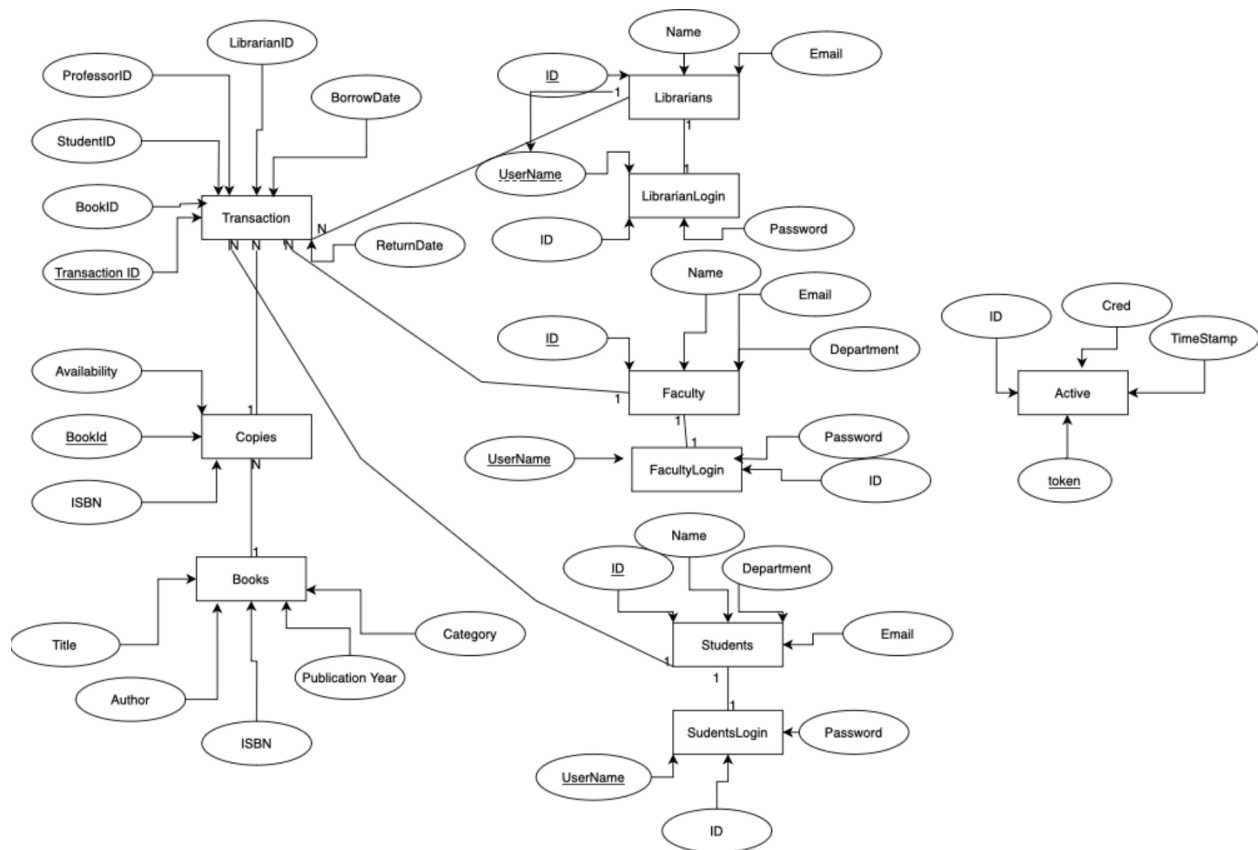 LibrarianID
Name
Email
ProfessorID
ID
BorrowDate
Librarians
1
1
StudentID
1
UserName
BookID
LibrarianLogin
Transaction
N
N
N
N
ID
Password
ReturnDate
Transaction ID
Name
Email
ID
Cred
ID
TimeStamp
Department
Availability
Faculty
Active
1
1
1
BookId
Copies
Password
1
UserName
FacultyLogin
N
ID
token
ISBN
Name
1
ID
Department
Books
Title
Category
Students
Email
1
1
Publication Year
Author
1
ISBN
SudentsLogin
Password
UserName
ID